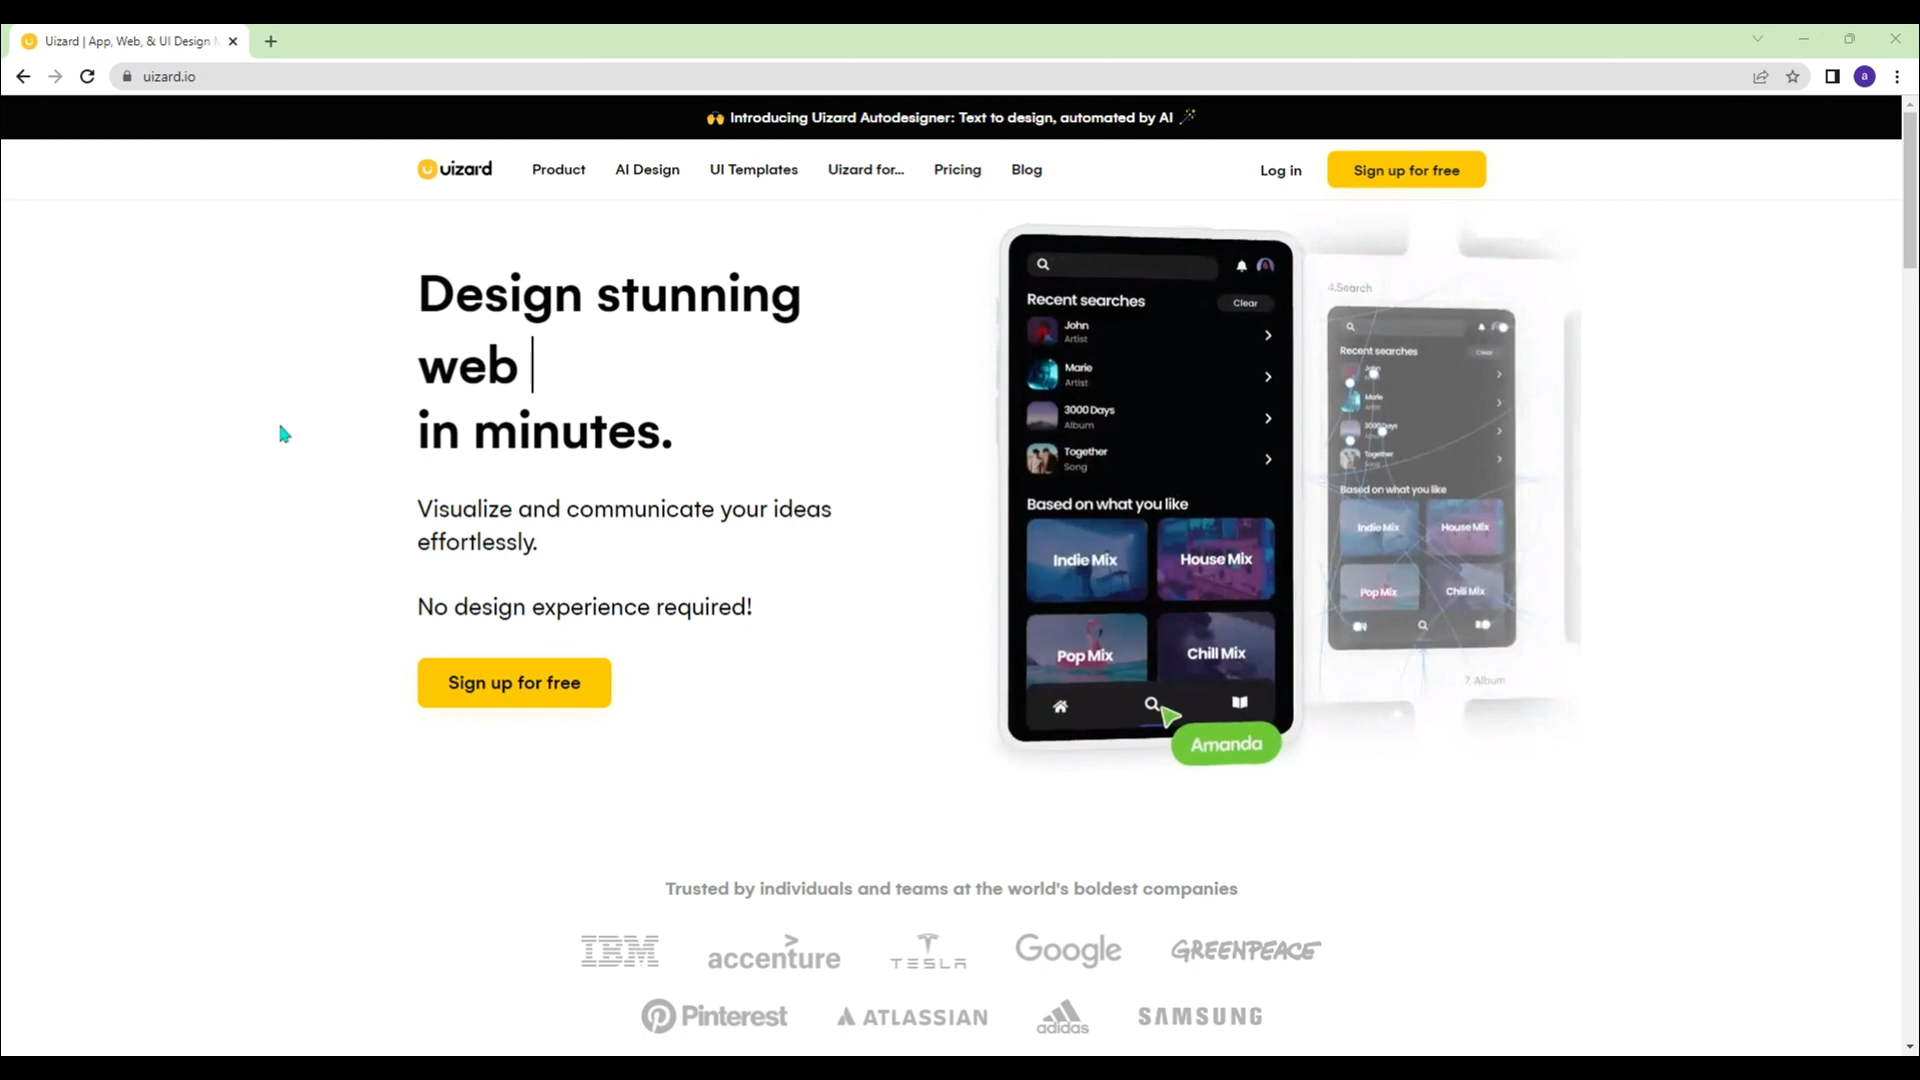 Uizard | App, Web, & UI Design
uizard.io
a
🙌 Introducing Uizard Autodesigner: Text to design, automated by AI 🪄
uizard
Product
AI Design
UI Templates
Uizard for...
Pricing
Blog
Log in
Sign up for free
Design stunning
web
in minutes.
Visualize and communicate your ideas
effortlessly.
No design experience required!
Sign up for free
Recent searches
Clear
John
Artist
Marie
Artist
3000 Days
Album
Together
Song
Based on what you like
Indie Mix
House Mix
Pop Mix
Chill Mix
Amanda
4.Search
Recent searches
Clear
John
Marie
3000Days
Together
Song
Based on what you like
Indie Mix
House Mix
Pop Mix
Chill Mix
7. Album
Trusted by individuals and teams at the world's boldest companies
IBM
accenture
TESLA
Google
GREENPEACE
Pinterest
ATLASSIAN
adidas
SAMSUNG